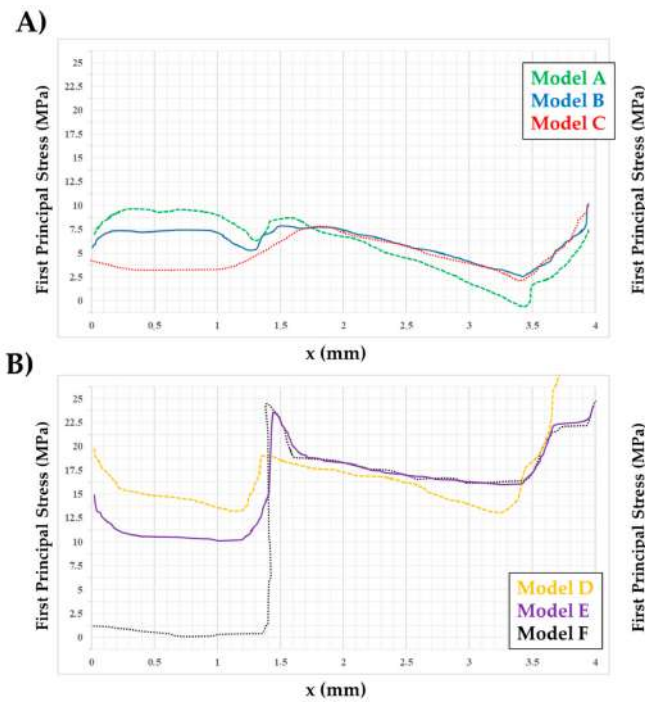 A)
First Principal Stress (MPa)
25
22.5
20
17.5
15
12.5
10
7.5
5
2.5
0
Model A
Model B
Model C
0
0.5
1
1.5
2
2.5
3
3.5
4
x (mm)
First Principal Stress (MPa)
B)
First Principal Stress (MPa)
25
22.5
20
17.5
15
12.5
10
7.5
5
2.5
0
Model D
Model E
Model F
0
0.5
1
1.5
2
2.5
3
3.5
4
x (mm)
First Principal Stress (MPa)